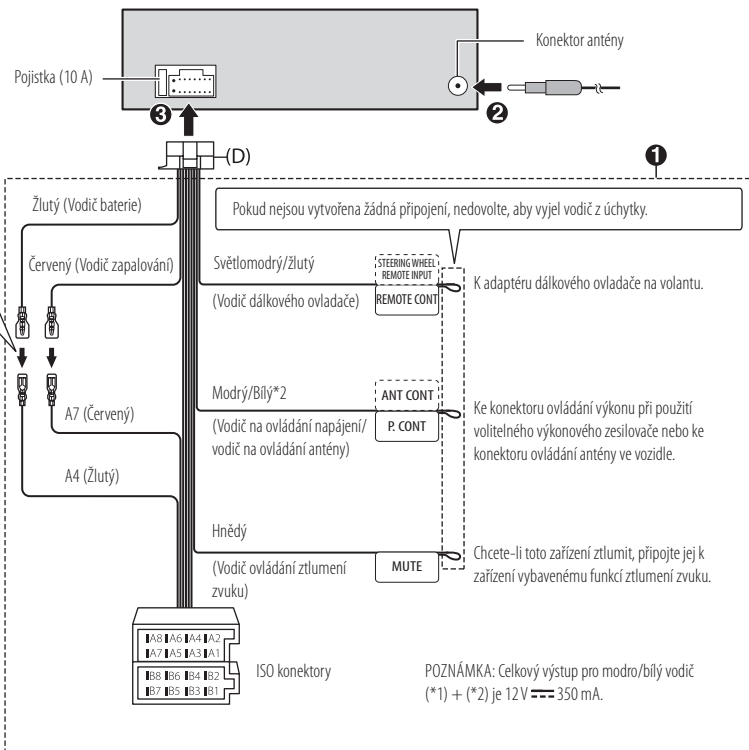 Konektor antény
Pojistka (10 A)
❸
❷
(D)
❶
Žlutý (Vodič baterie)
Pokud nejsou vytvořena žádná připojení, nedovolte, aby vyjel vodič z úchytky.
Červený (Vodič zapalování)
Světlomodrý/žlutý
(Vodič dálkového ovladače)
STEERING WHEEL
REMOTE INPUT
REMOTE CONT
K adaptéru dálkového ovladače na volantu.
Modrý/Bílý*2
(Vodič na ovládání napájení/
vodič na ovládání antény)
ANT CONT
P. CONT
Ke konektoru ovládání výkonu při použití
volitelného výkonového zesilovače nebo ke
konektoru ovládání antény ve vozidle.
A7 (Červený)
A4 (Žlutý)
Hnědý
(Vodič ovládání ztlumení
zvuku)
MUTE
Chcete-li toto zařízení ztlumit, připojte jej k
zařízení vybavenému funkcí ztlumení zvuku.
A8 A6 A4 A2
A7 A5 A3 A1
B8 B6 B4 B2
B7 B5 B3 B1
ISO konektory
POZNÁMKA: Celkový výstup pro modro/bílý vodič
(*1) + (*2) je 12 V ⎓ 350 mA.